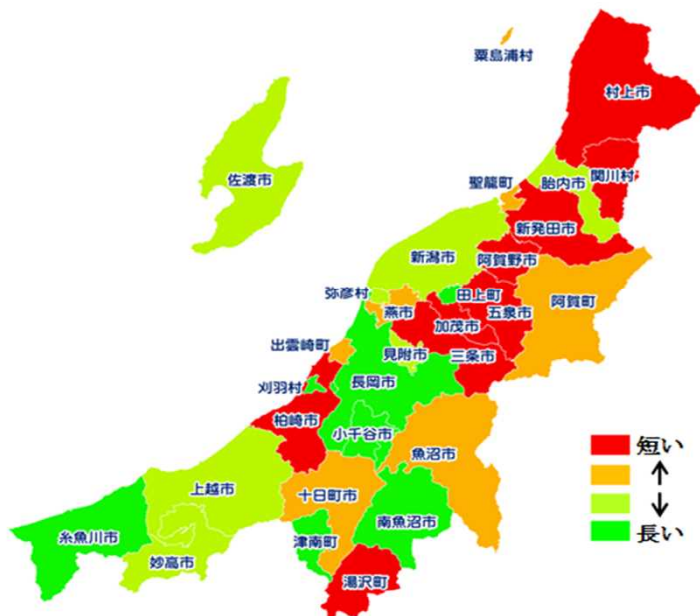 粟島浦村
村上市
佐渡市
関川村
胎内市
聖籠町
新発田市
新潟市
阿賀野市
弥彦村
田上町
阿賀町
燕市
五泉市
加茂市
出雲崎町
見附市
三条市
長岡市
刈羽村
柏崎市
小千谷市
魚沼市
上越市
十日町市
南魚沼市
糸魚川市
津南町
妙高市
湯沢町
短い
↑
↓
長い